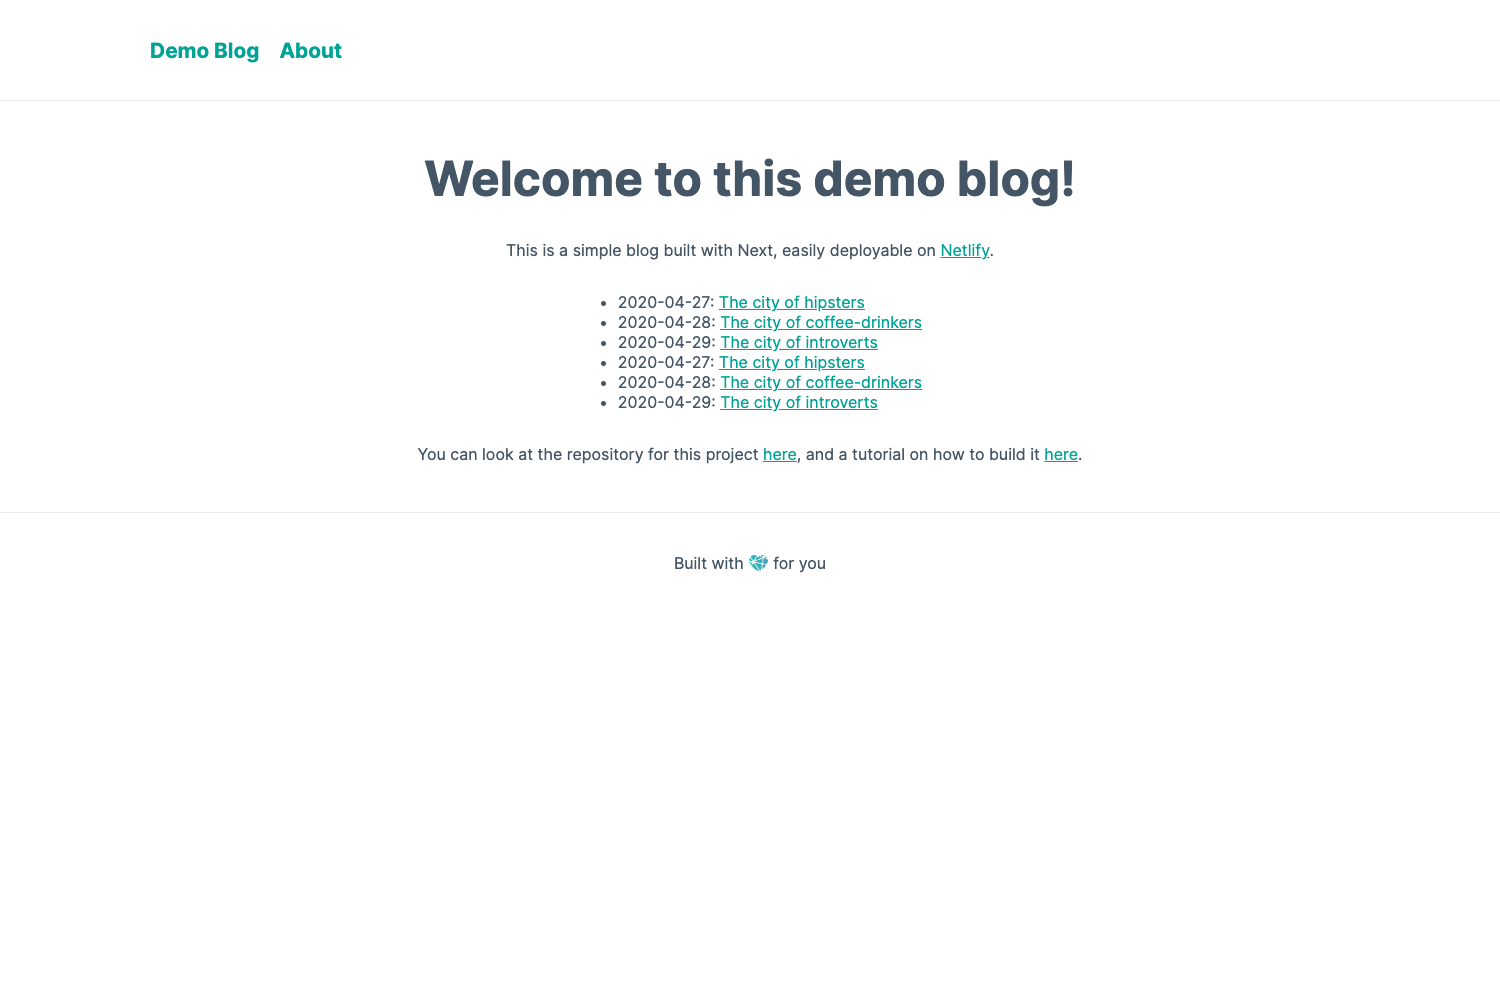 Demo Blog About
Welcome to this demo blog!
This is a simple blog built with Next, easily deployable on Netlify.
• 2020-04-27: The city of hipsters
• 2020-04-28: The city of coffee-drinkers
• 2020-04-29: The city of introverts
• 2020-04-27: The city of hipsters
• 2020-04-28: The city of coffee-drinkers
• 2020-04-29: The city of introverts
You can look at the repository for this project here, and a tutorial on how to build it here.
Built with for you